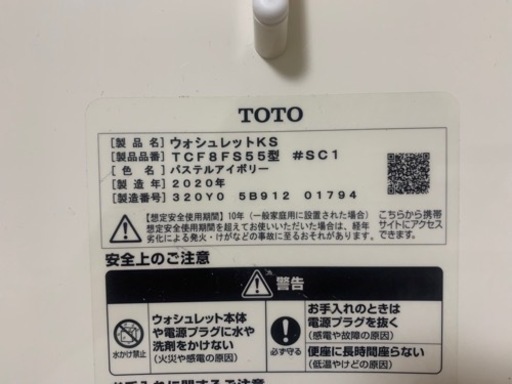 TOTO
[製 品 名] ウォシュレットKS
[製品品番] TCF8FS55型 #SC1
[色 名] パステルアイボリー
[製 造 年] 2020年
[製造番号] 320Y0 5B912 01794
【想定安全使用期間】10年（一般家庭用に設置された場合）
想定安全使用期間を超えてお使いいただいた場合は、経年
劣化による発火・けがなどの事故に至るおそれがあります。
こちらから携帯
サイトにアクセス
できます。
安全上のご注意
警告
水かけ禁止
ウォシュレット本体
や電源プラグに水や
洗剤をかけない
（火災や感電の原因）
必ず守る
お手入れのときは
電源プラグを抜く
（感電や故障の原因）
便座に長時間座らない
（低温やけどの原因）
お手入れに関するご注意